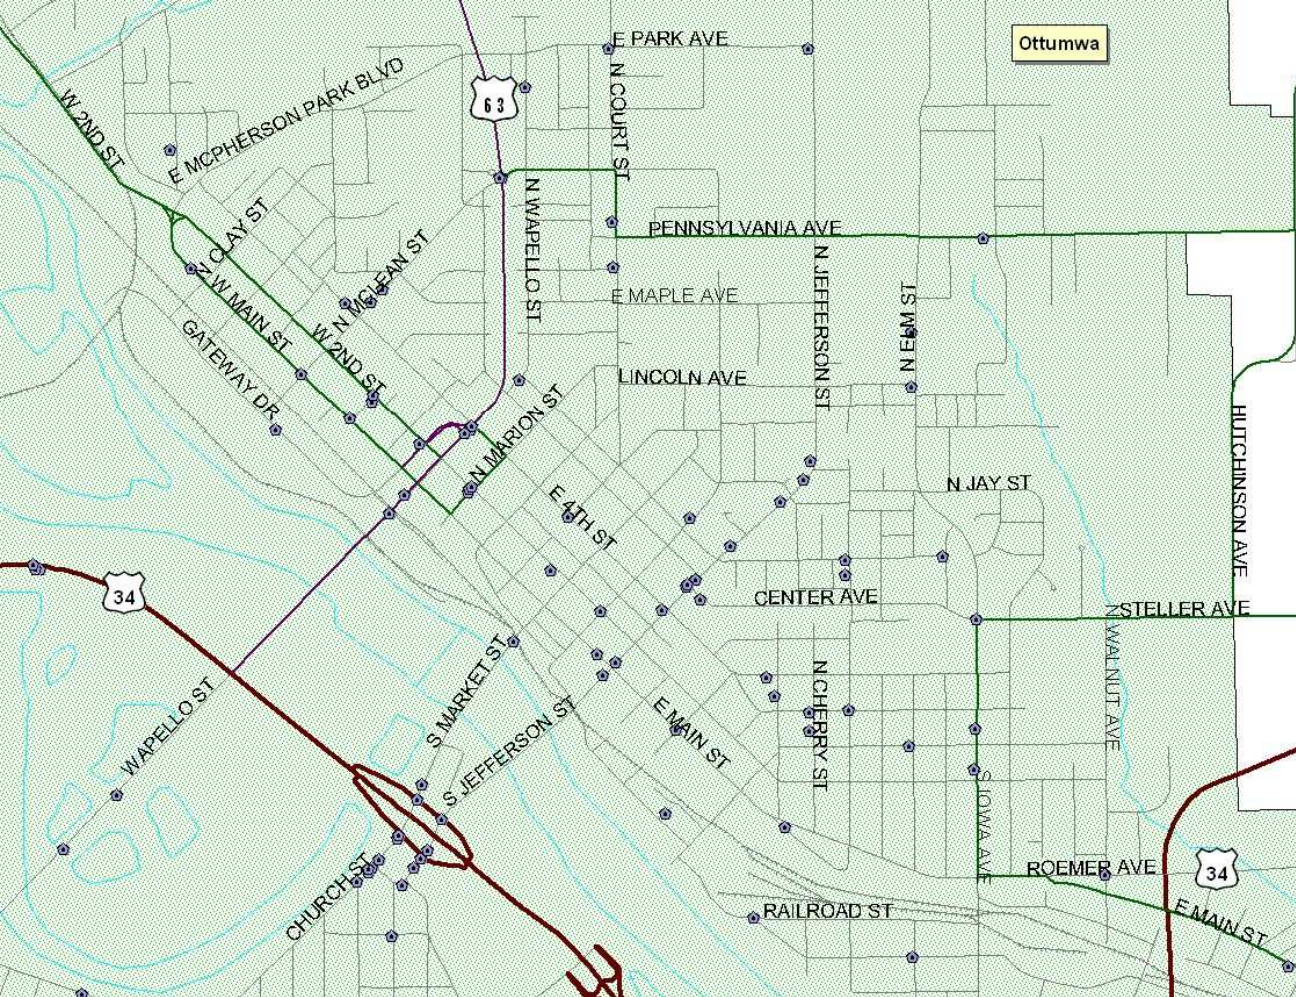 E PARK AVE
Ottumwa
W 2ND ST
E MCPHERSON PARK BLVD
63
N COURT ST
N CLAY ST
N MCLEAN ST
N WAPELLO ST
PENNSYLVANIA AVE
N JEFFERSON ST
E MAPLE AVE
N ELM ST
W MAIN ST
W 2ND ST
GATEWAY DR
LINCOLN AVE
N MARION ST
HUTCHINSON AVE
E 4TH ST
N JAY ST
34
CENTER AVE
STELLER AVE
N WALNUT AVE
S MARKET ST
N CHERRY ST
WAPELLO ST
S JEFFERSON ST
E MAIN ST
S IOWA AVE
CHURCH ST
ROEMER AVE
34
RAILROAD ST
E MAIN ST